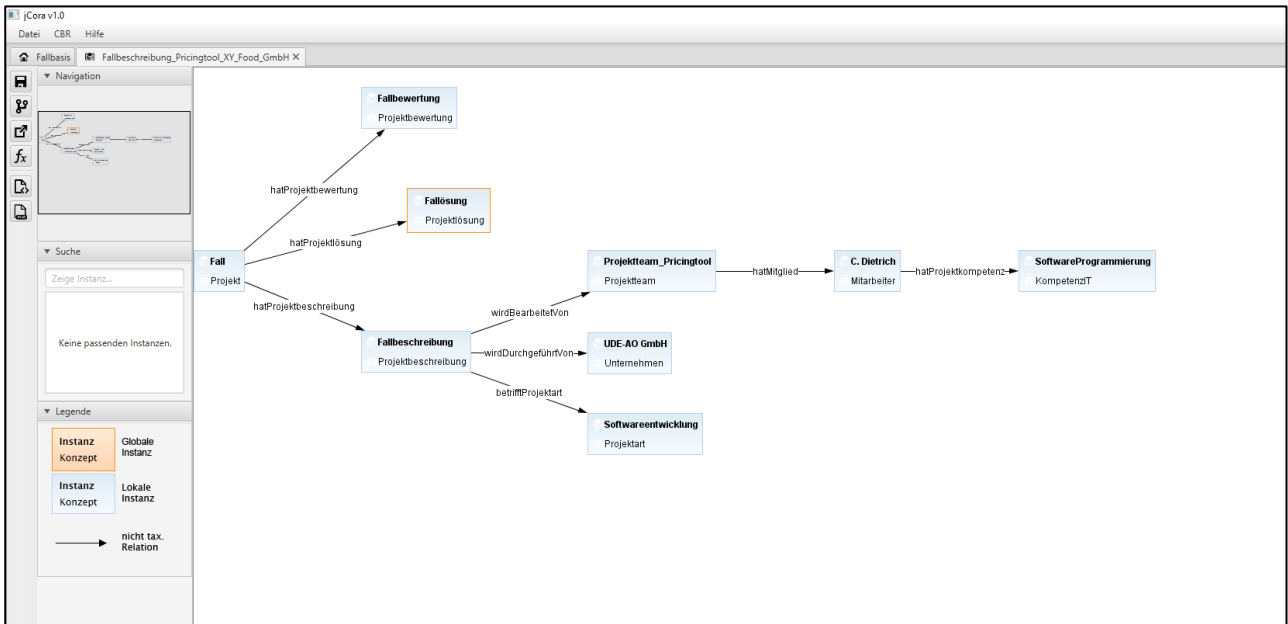 jCora v1.0
Datei CBR Hilfe
Fallbasis Fallbeschreibung_Pricingtool_XY_Food_GmbH X
Navigation
Suche
Zeige Instanz...
Keine passenden Instanzen.
Legende
Instanz
Konzept
Globale
Instanz
Instanz
Konzept
Lokale
Instanz
nicht tax.
Relation
Fallbewertung
Projektbewertung
hatProjektbewertung
Fallösung
Projektlösung
hatProjektlösung
Fall
Projekt
hatProjektbeschreibung
Fallbeschreibung
Projektbeschreibung
wirdBearbeitetVon
Projektteam_Pricingtool
Projektteam
hatMitglied
C. Dietrich
Mitarbeiter
hatProjektkompetenz
SoftwareProgrammierung
KompetenzIT
wirdDurchgeführtVon
UDE-AO GmbH
Unternehmen
betrifftProjektart
Softwareentwicklung
Projektart